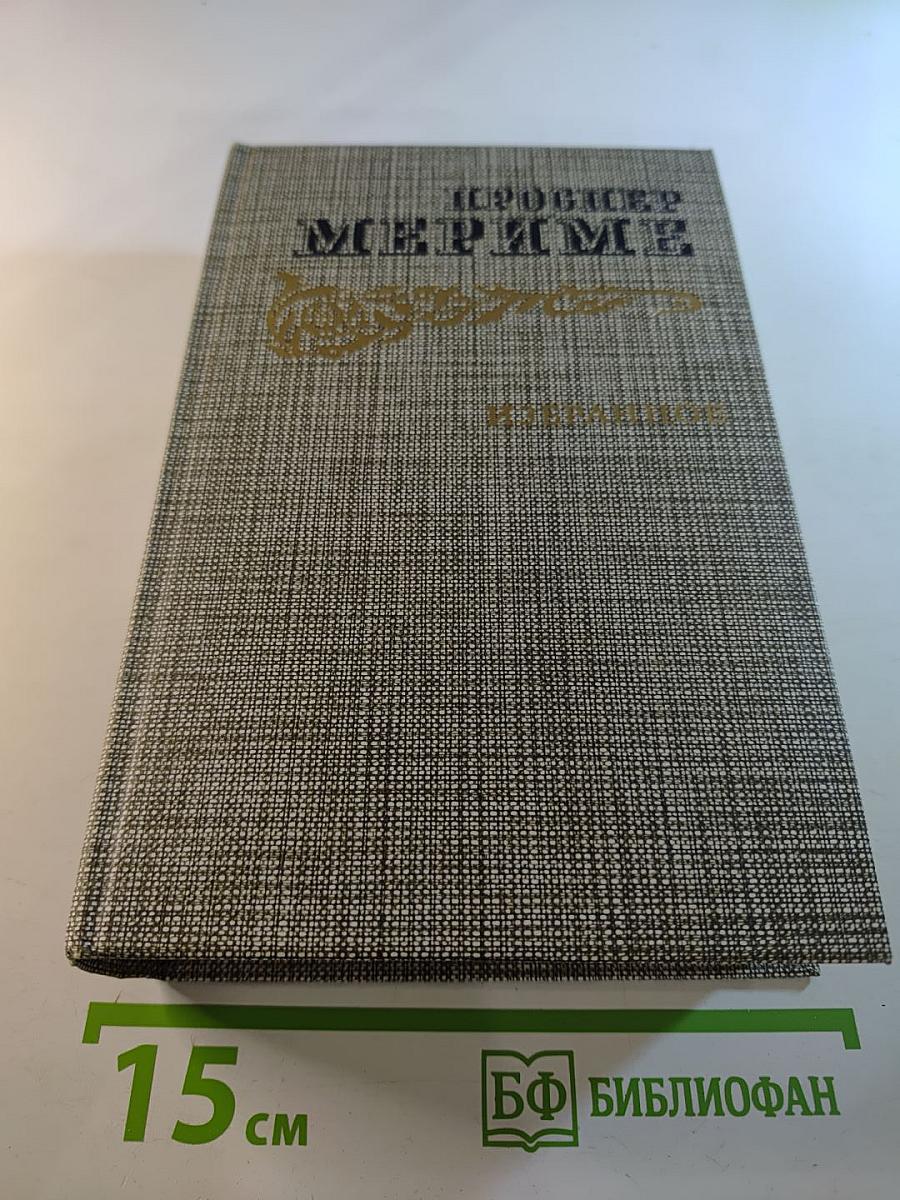 ПРОСПЕР
МЕРИМЕ
ИЗБРАННОЕ
15 см
БФ БИБЛИОФАН